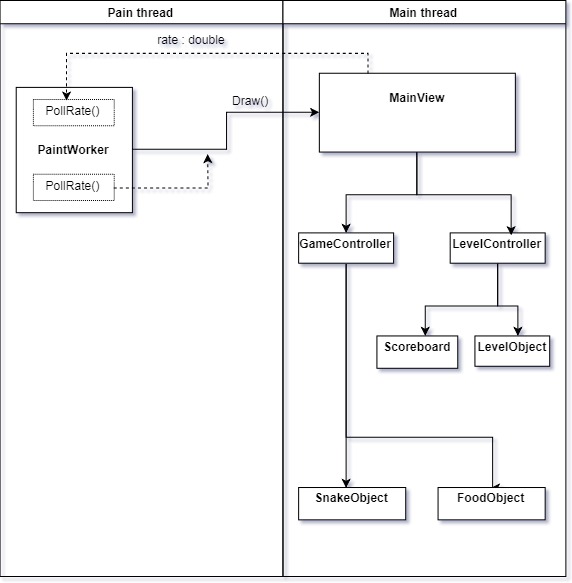 Pain thread
Main thread
rate : double
PollRate()
MainView
Draw()
PaintWorker
PollRate()
GameController
LevelController
Scoreboard
LevelObject
SnakeObject
FoodObject